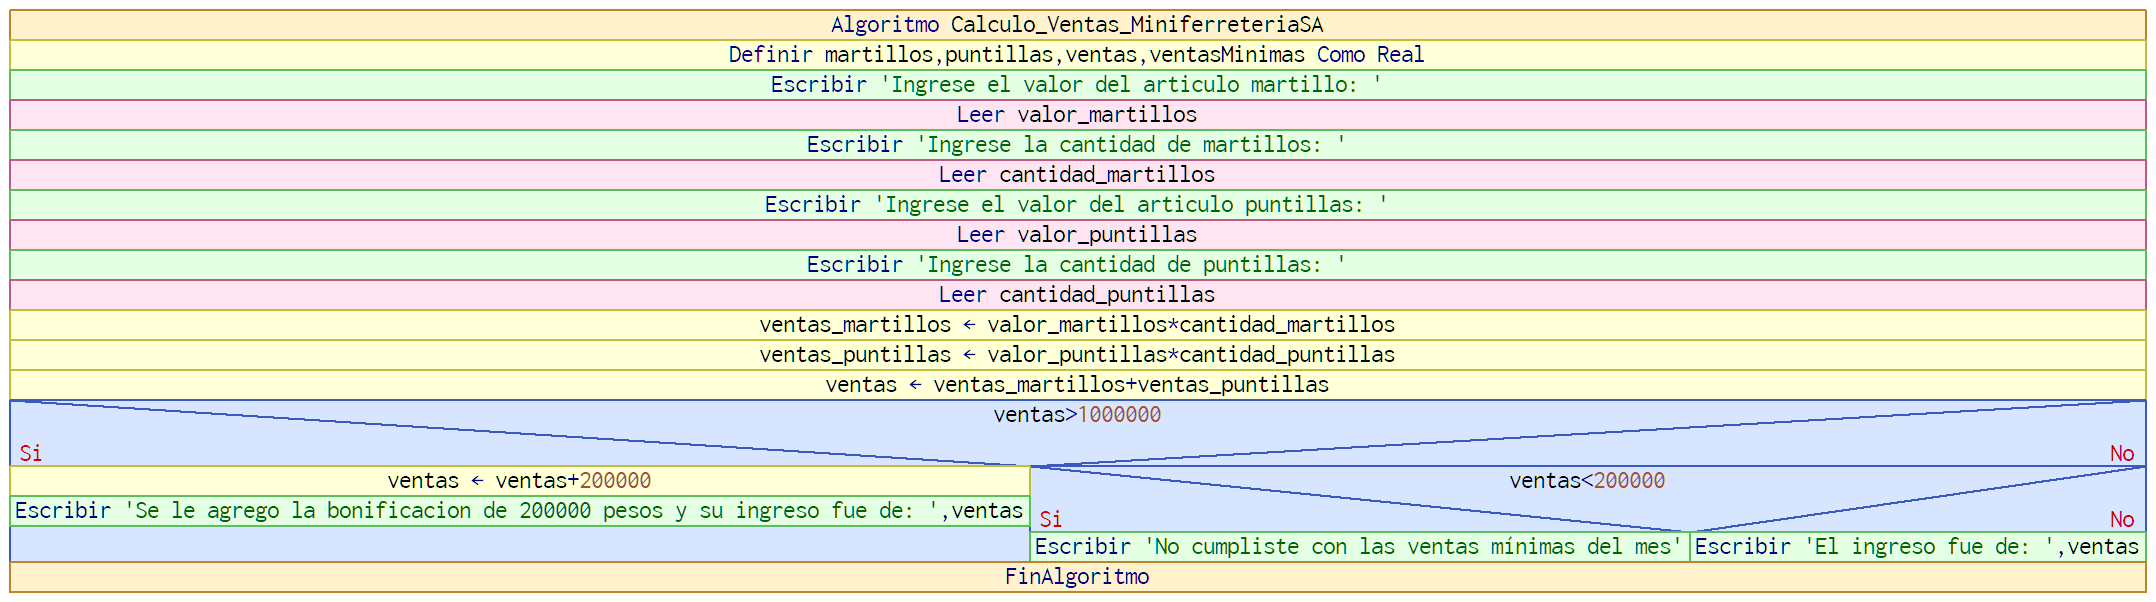 Algoritmo Calculo_Ventas_MiniferreteriaSA
Definir martillos,puntillas,ventas,ventasMinimas Como Real
Escribir 'Ingrese el valor del articulo martillo: '
Leer valor_martillos
Escribir 'Ingrese la cantidad de martillos: '
Leer cantidad_martillos
Escribir 'Ingrese el valor del articulo puntillas: '
Leer valor_puntillas
Escribir 'Ingrese la cantidad de puntillas: '
Leer cantidad_puntillas
ventas_martillos ← valor_martillos*cantidad_martillos
ventas_puntillas ← valor_puntillas*cantidad_puntillas
ventas ← ventas_martillos+ventas_puntillas
ventas>1000000
Si
No
ventas ← ventas+200000
Escribir 'Se le agrego la bonificacion de 200000 pesos y su ingreso fue de: ',ventas
ventas<200000
Si
No
Escribir 'No cumpliste con las ventas mínimas del mes'
Escribir 'El ingreso fue de: ',ventas
FinAlgoritmo